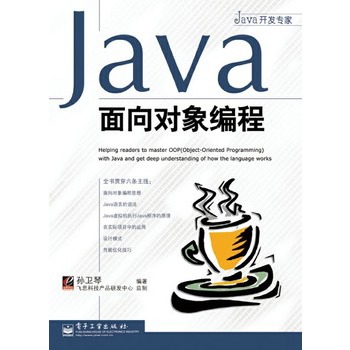 Java开发专家
Java
面向对象编程
Helping readers to master OOP(Object-Oriented Programming)
with Java and get deep understanding of how the language works
全书贯穿六条主线：
面向对象编程思想
Java语言的语法
Java虚拟机执行Java程序的原理
在实际项目中的运用
设计模式
性能优化技巧
孙卫琴 编著
飞思科技产品研发中心 监制
电子工业出版社
PUBLISHING HOUSE OF ELECTRONICS INDUSTRY